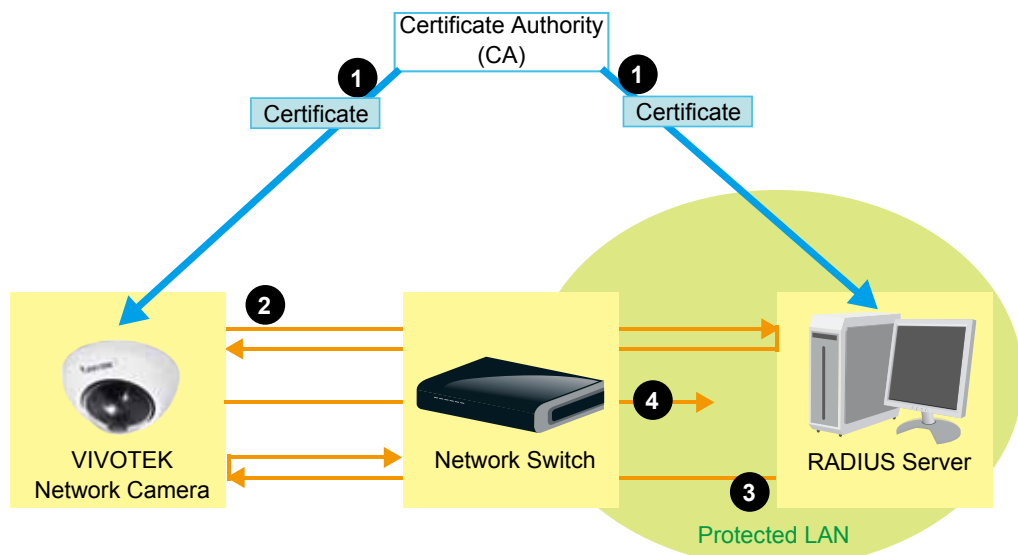 Certificate Authority
(CA)
1
1
Certificate
Certificate
2
4
VIVOTEK
Network Camera
Network Switch
RADIUS Server
3
Protected LAN